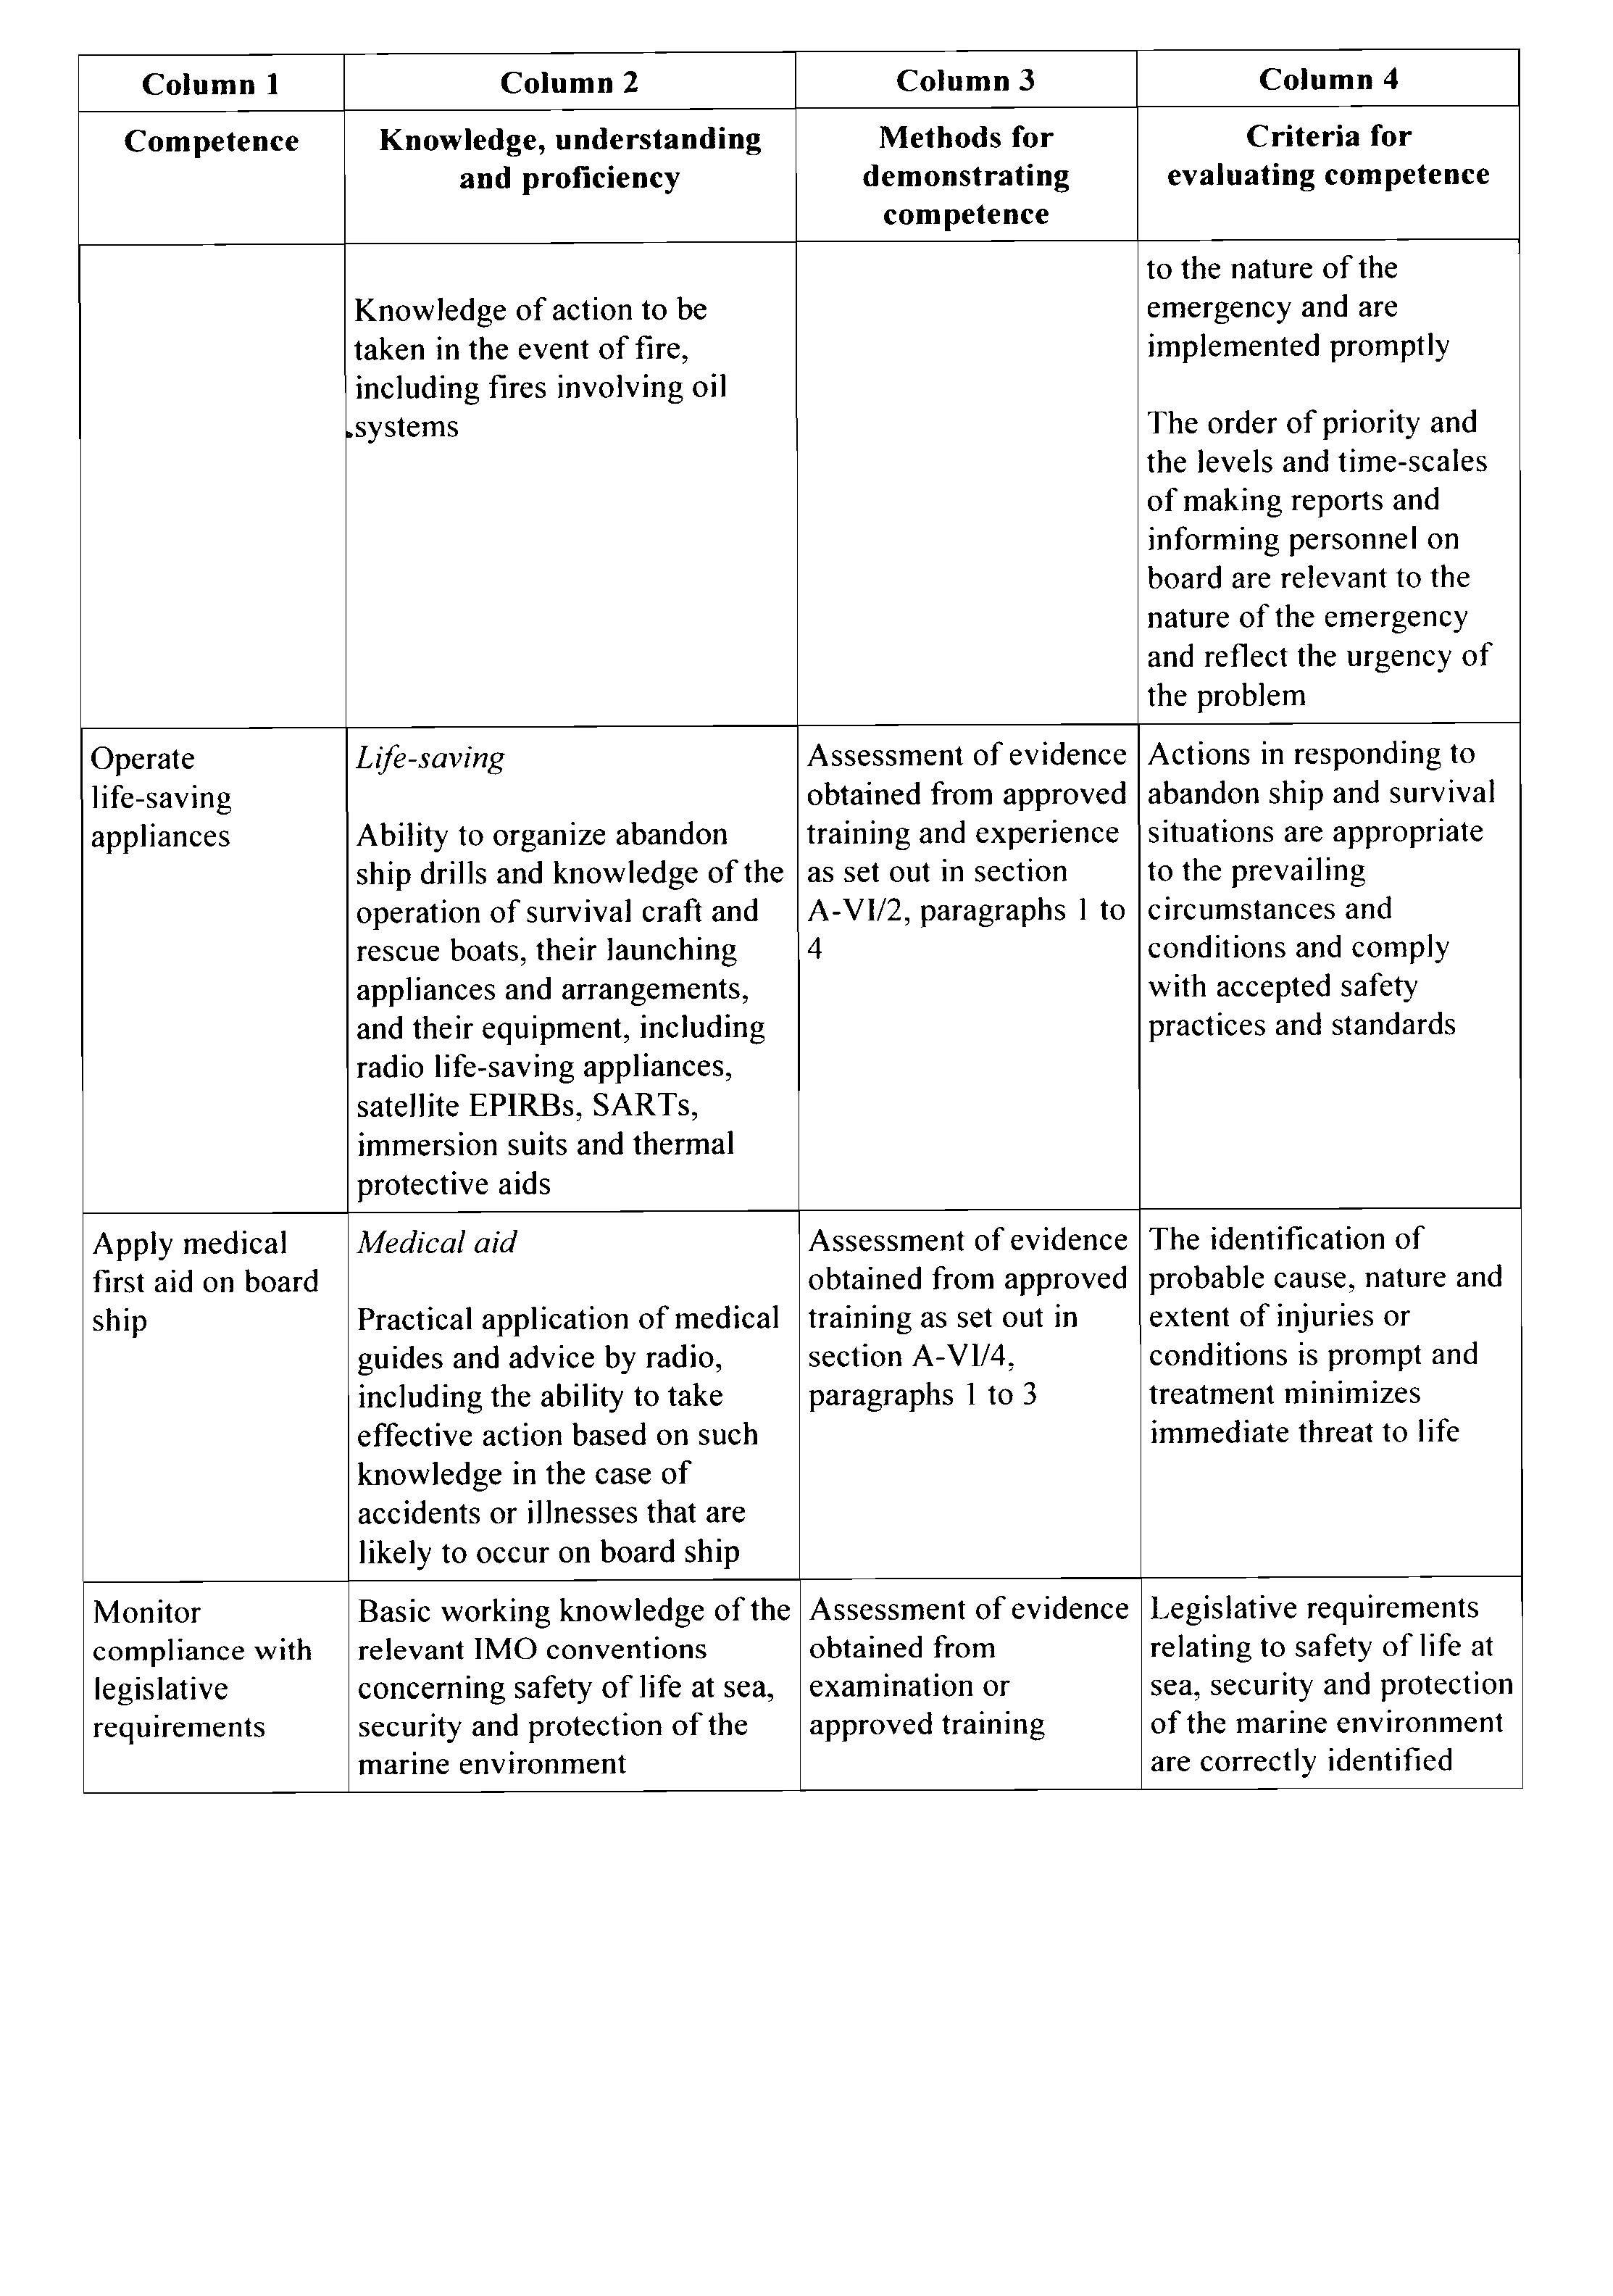 Column 1
Column 2
Column 3
Column 4
Competence
Knowledge, understanding
and proficiency
Methods for
demonstrating
competence
Criteria for
evaluating competence
Knowledge of action to be
taken in the event of fire,
including fires involving oil
systems
to the nature of the
emergency and are
implemented promptly
The order of priority and
the levels and time-scales
of making reports and
informing personnel on
board are relevant to the
nature of the emergency
and reflect the urgency of
the problem
Operate
life-saving
appliances
Life-saving
Ability to organize abandon
ship drills and knowledge of the
operation of survival craft and
rescue boats, their launching
appliances and arrangements,
and their equipment, including
radio life-saving appliances,
satellite EPIRBs, SARTs,
immersion suits and thermal
protective aids
Assessment of evidence
obtained from approved
training and experience
as set out in section
A-VI/2, paragraphs 1 to
4
Actions in responding to
abandon ship and survival
situations are appropriate
to the prevailing
circumstances and
conditions and comply
with accepted safety
practices and standards
Apply medical
first aid on board
ship
Medical aid
Practical application of medical
guides and advice by radio,
including the ability to take
effective action based on such
knowledge in the case of
accidents or illnesses that are
likely to occur on board ship
Assessment of evidence
obtained from approved
training as set out in
section A-VI/4,
paragraphs 1 to 3
The identification of
probable cause, nature and
extent of injuries or
conditions is prompt and
treatment minimizes
immediate threat to life
Monitor
compliance with
legislative
requirements
Basic working knowledge of the
relevant IMO conventions
concerning safety of life at sea,
security and protection of the
marine environment
Assessment of evidence
obtained from
examination or
approved training
Legislative requirements
relating to safety of life at
sea, security and protection
of the marine environment
are correctly identified